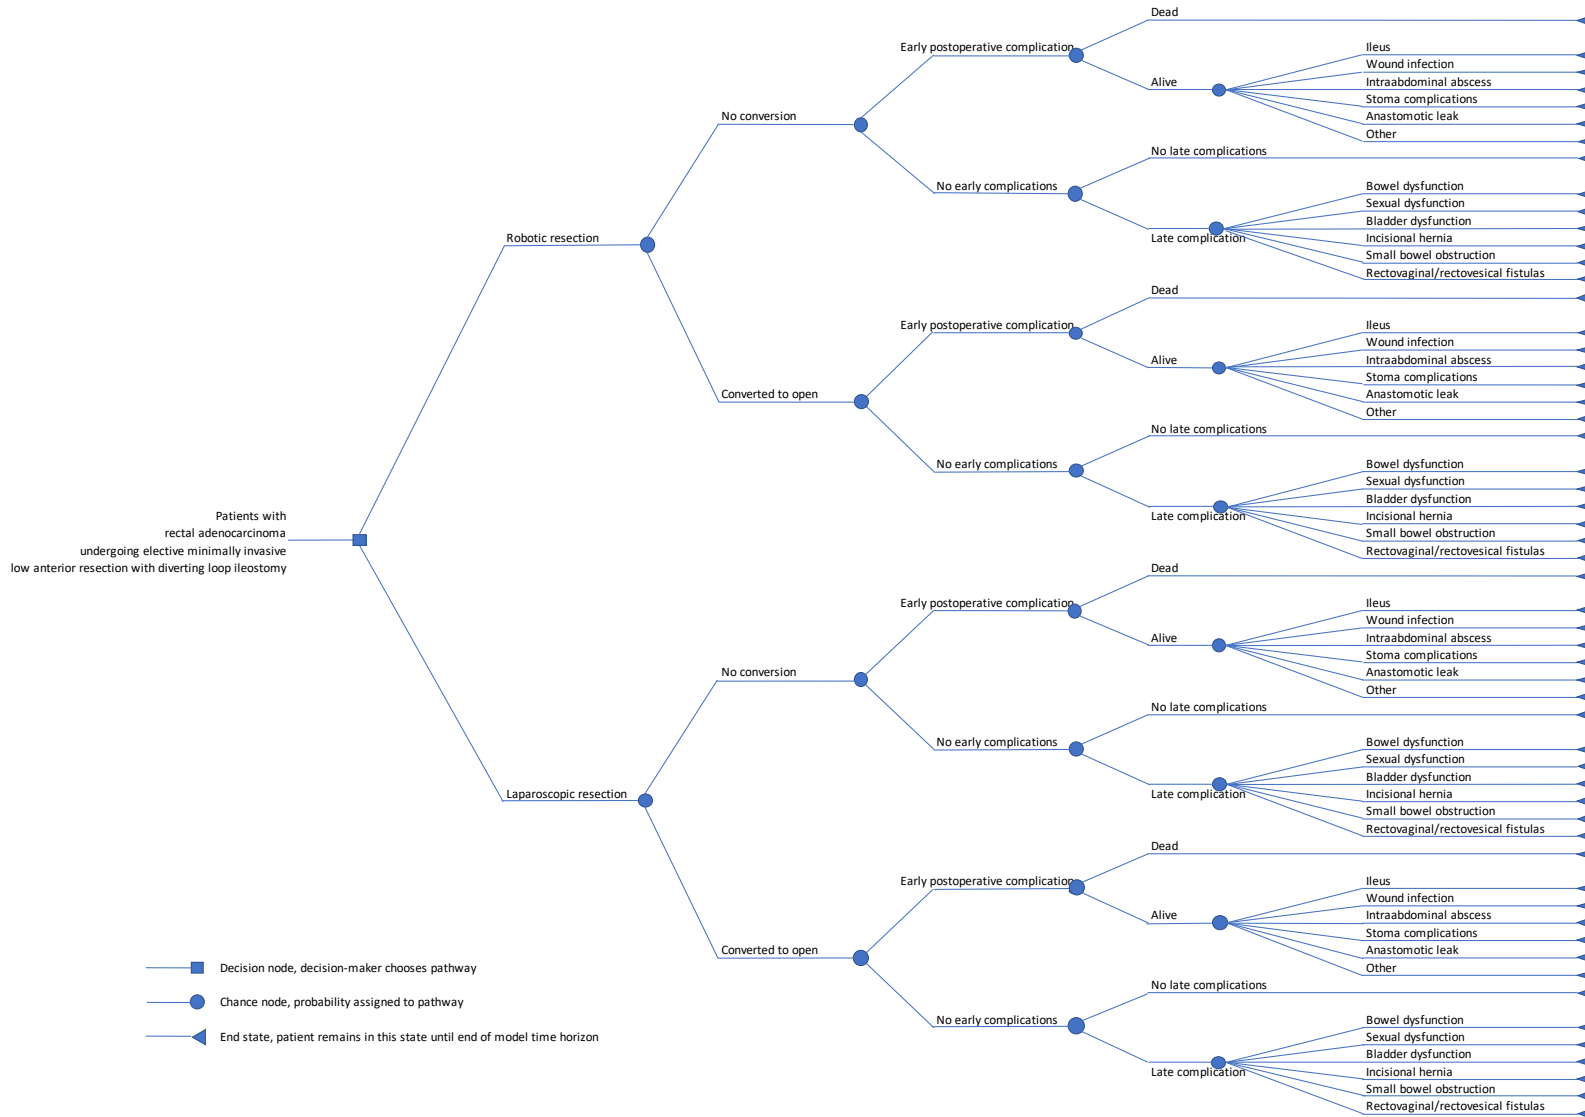 Dead
Early postoperative complication
Alive
Ileus
Wound infection
Intraabdominal abscess
Stoma complications
Anastomotic leak
Other
No conversion
No late complications
No early complications
Late complication
Bowel dysfunction
Sexual dysfunction
Bladder dysfunction
Incisional hernia
Small bowel obstruction
Rectovaginal/rectovesical fistulas
Robotic resection
Dead
Early postoperative complication
Alive
Ileus
Wound infection
Intraabdominal abscess
Stoma complications
Anastomotic leak
Other
Converted to open
No late complications
No early complications
Late complication
Bowel dysfunction
Sexual dysfunction
Bladder dysfunction
Incisional hernia
Small bowel obstruction
Rectovaginal/rectovesical fistulas
Patients with
rectal adenocarcinoma
undergoing elective minimally invasive
low anterior resection with diverting loop ileostomy
Dead
Early postoperative complication
Alive
Ileus
Wound infection
Intraabdominal abscess
Stoma complications
Anastomotic leak
Other
No conversion
No late complications
No early complications
Late complication
Bowel dysfunction
Sexual dysfunction
Bladder dysfunction
Incisional hernia
Small bowel obstruction
Rectovaginal/rectovesical fistulas
Laparoscopic resection
Dead
Early postoperative complication
Alive
Ileus
Wound infection
Intraabdominal abscess
Stoma complications
Anastomotic leak
Other
Converted to open
No late complications
No early complications
Late complication
Bowel dysfunction
Sexual dysfunction
Bladder dysfunction
Incisional hernia
Small bowel obstruction
Rectovaginal/rectovesical fistulas
Decision node, decision-maker chooses pathway
Chance node, probability assigned to pathway
End state, patient remains in this state until end of model time horizon